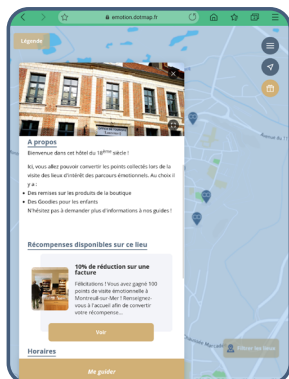 emotion.dotmap.fr
Légende
A propos
Bienvenue dans cet hôtel du 18ème siècle !
Ici, vous allez pouvoir convertir les points collectés lors de la
visite des lieux d'intérêt des parcours émotionnels. Au choix il
y a :
Des remises sur les produits de la boutique
Des Goodies pour les enfants
N'hésitez pas à demander plus d'informations à nos guides !
Récompenses disponibles sur ce lieu
10% de réduction sur une
facture
Félicitations ! Vous avez gagné 100
points de visite émotionnelle à
Montreuil-sur-Mer ! Renseignez-
vous à l'accueil afin de convertir
votre récompense...
Voir
Horaires
Me guider
Filtrer les lieux
Chaussée Marcadé